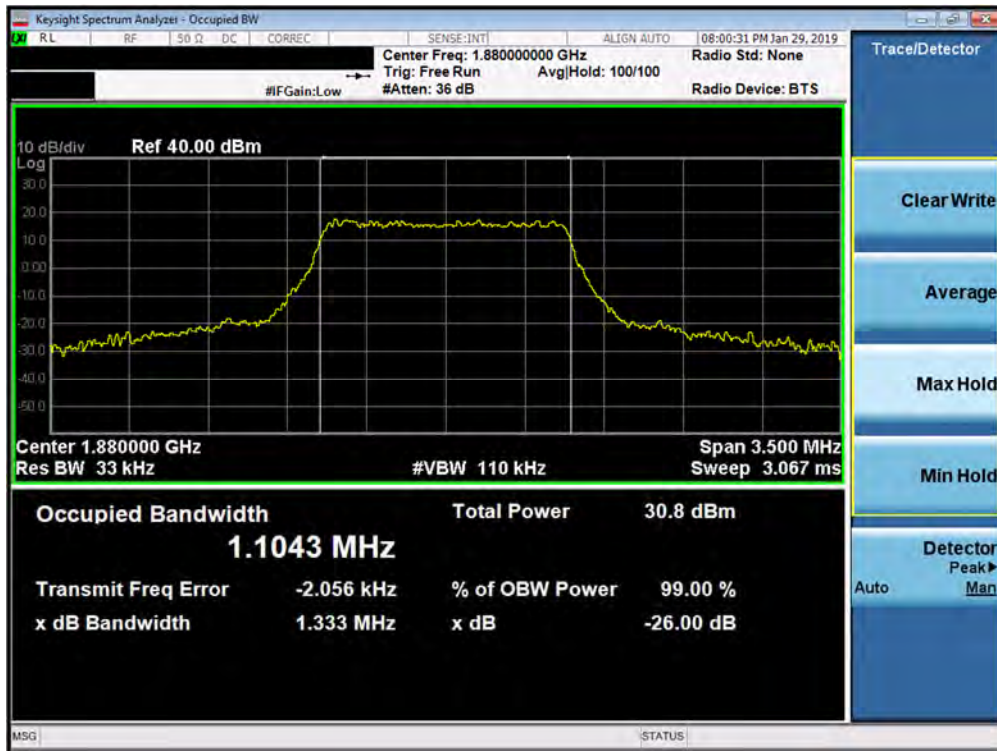 Keysight Spectrum Analyzer - Occupied BW
LXI RL RF 50 Ω DC CORREC SENSE:INT ALIGN AUTO 08:00:31 PM Jan 29, 2019
Center Freq: 1.880000000 GHz Radio Std: None
Trig: Free Run Avg|Hold: 100/100
#IFGain:Low #Atten: 36 dB Radio Device: BTS
Trace/Detector
10 dB/div Ref 40.00 dBm
Log
30.0
20.0
10.0
0.00
-10.0
-20.0
-30.0
-40.0
-50.0
Center 1.880000 GHz Span 3.500 MHz
Res BW 33 kHz #VBW 110 kHz Sweep 3.067 ms
Occupied Bandwidth Total Power 30.8 dBm
1.1043 MHz
Transmit Freq Error -2.056 kHz % of OBW Power 99.00 %
x dB Bandwidth 1.333 MHz x dB -26.00 dB
Clear Write
Average
Max Hold
Min Hold
Detector
Peak▶
Auto Man
MSG STATUS